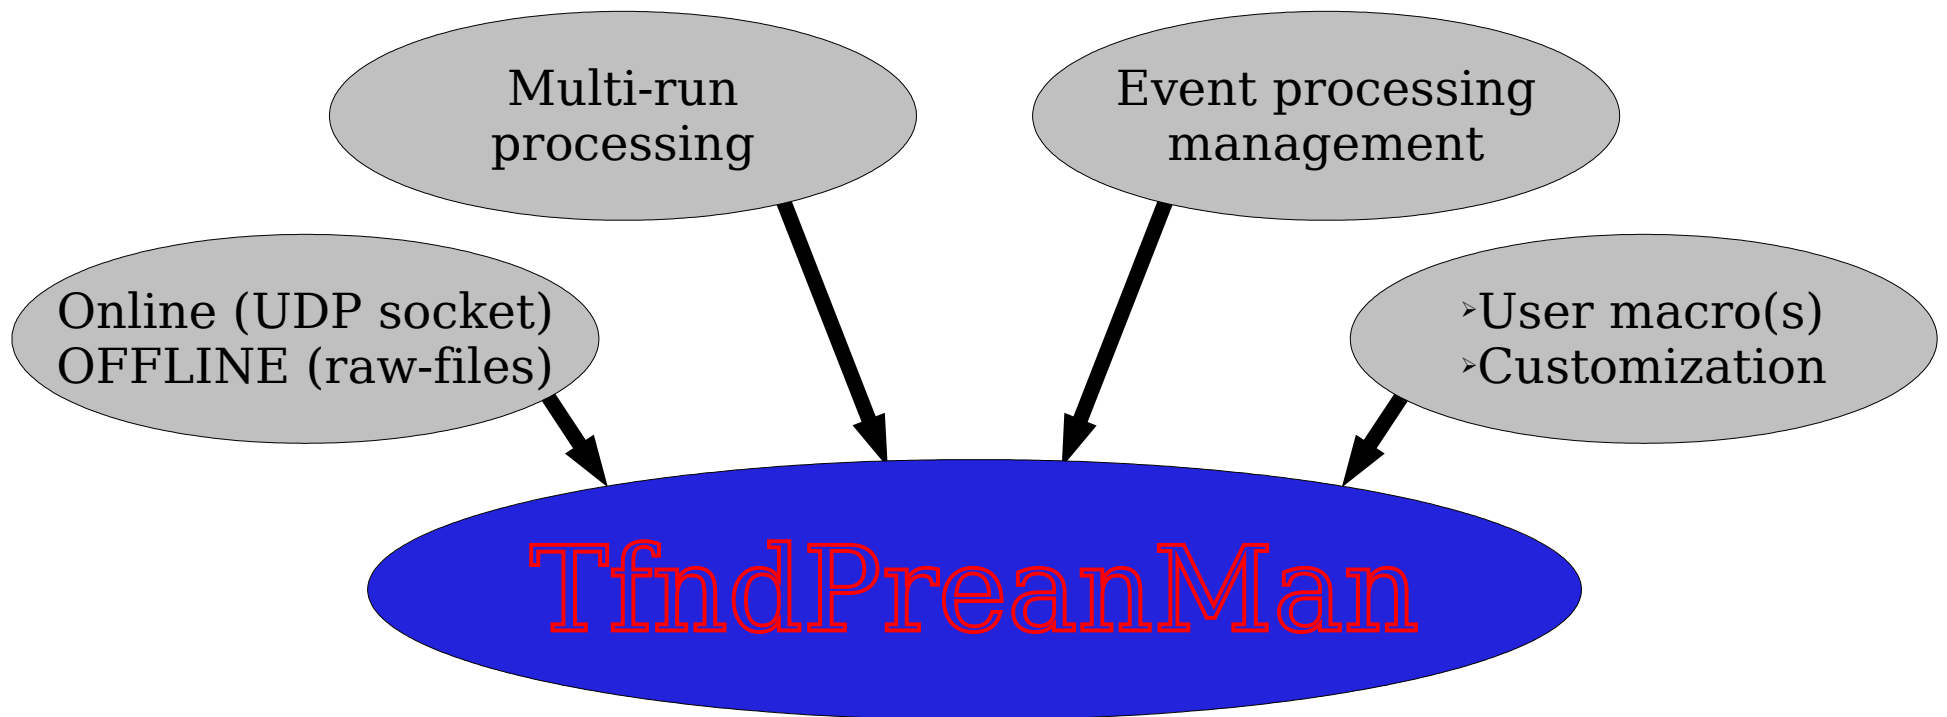 Multi-run
processing
Event processing
management
Online (UDP socket)
OFFLINE (raw-files)
➢User macro(s)
➢Customization
TfndPreanMan